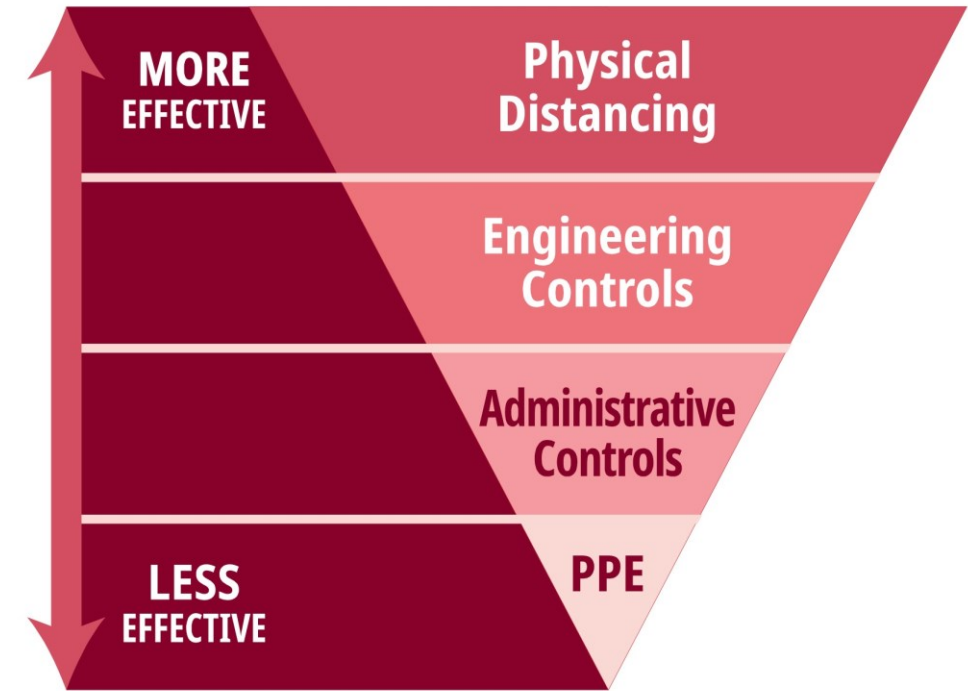 MORE
EFFECTIVE
Physical
Distancing
Engineering
Controls
Administrative
Controls
LESS
EFFECTIVE
PPE